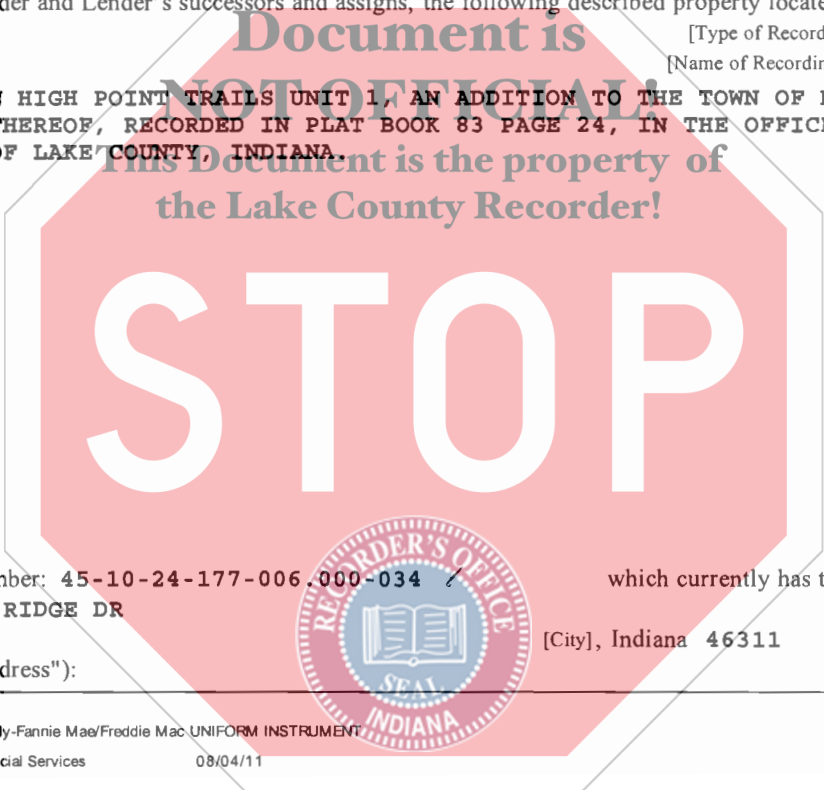 der and Lender's successors and assigns, the following described property locate
Document is
[Type of Record
[Name of Recordin
NOT OFFICIAL!
HIGH POINT TRAILS UNIT 1, AN ADDITION TO THE TOWN OF
THEREOF, RECORDED IN PLAT BOOK 83 PAGE 24, IN THE OFFIC
OF LAKE COUNTY, INDIANA.
This Document is the property of
the Lake County Recorder!
STOP
RECORDER'S OFFICE
mber: 45-10-24-177-006.000-034
which currently has t
RIDGE DR
[City], Indiana 46311
dress"):
SEAL
INDIANA
ly-Fannie Mae/Freddie Mac UNIFORM INSTRUMENT
cial Services 08/04/11